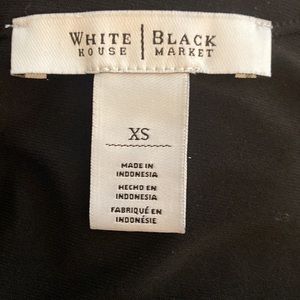 WHITE | BLACK
HOUSE | MARKET
XS
MADE IN
INDONESIA
HECHO EN
INDONESIA
FABRIQUÉ EN
INDONÉSIE